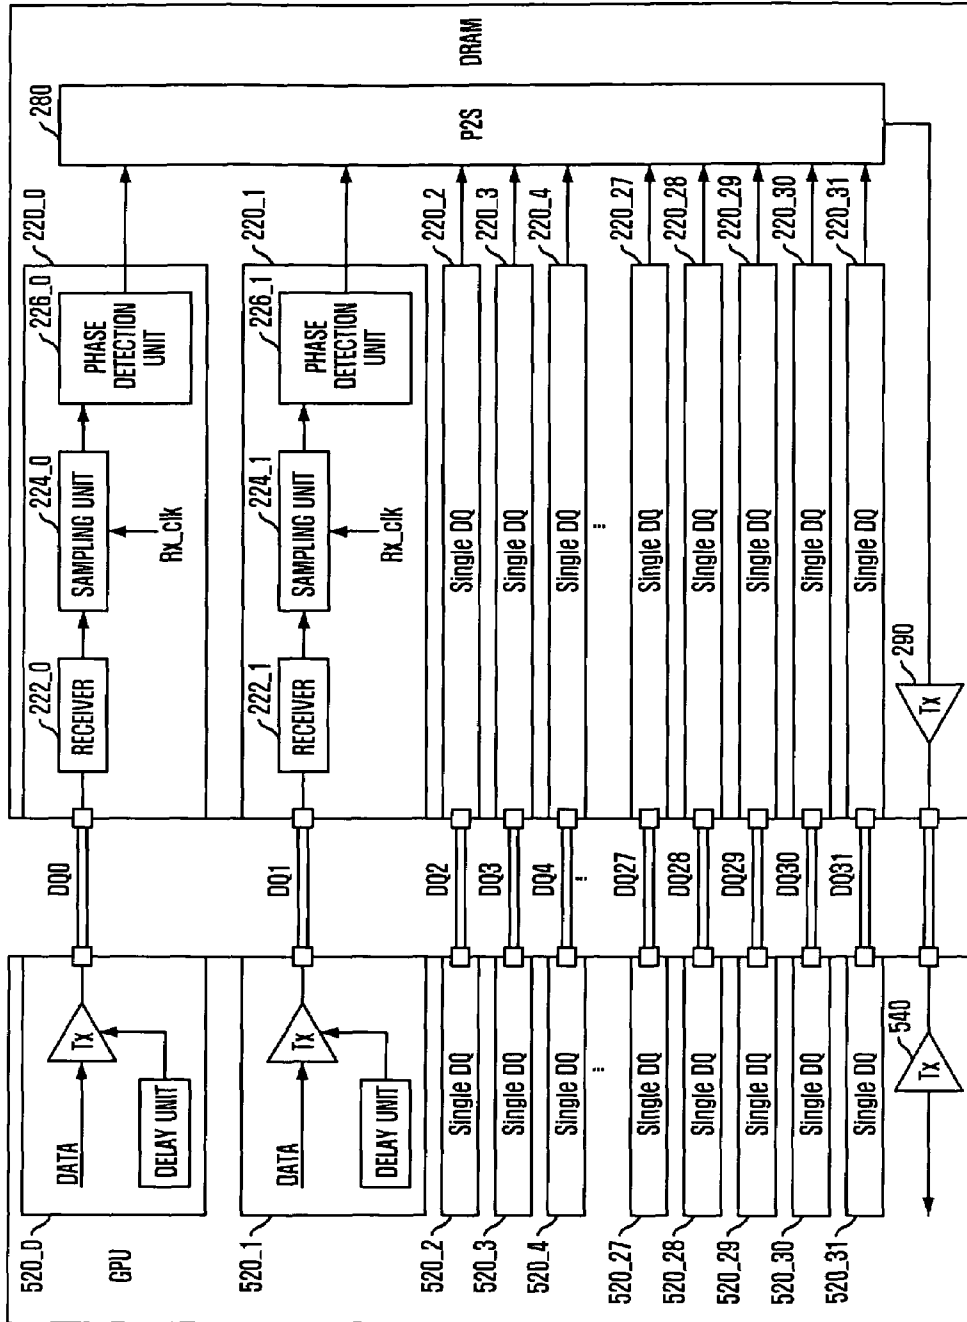 520_0
GPU
DATA
DELAY UNIT
Tx
DQ0
222_0
RECEIVER
224_0
SAMPLING UNIT
Rx_clk
226_0
PHASE
DETECTION
UNIT
220_0
280
P2S
DRAM
520_1
DATA
DELAY UNIT
Tx
DQ1
222_1
RECEIVER
224_1
SAMPLING UNIT
Rx_clk
226_1
PHASE
DETECTION
UNIT
220_1
520_2
Single DQ
DQ2
Single DQ
220_2
520_3
Single DQ
DQ3
Single DQ
220_3
520_4
Single DQ
DQ4
Single DQ
220_4
...
...
...
520_27
Single DQ
DQ27
Single DQ
220_27
520_28
Single DQ
DQ28
Single DQ
220_28
520_29
Single DQ
DQ29
Single DQ
220_29
520_30
Single DQ
DQ30
Single DQ
220_30
520_31
Single DQ
DQ31
Single DQ
220_31
540
Tx
290
Tx